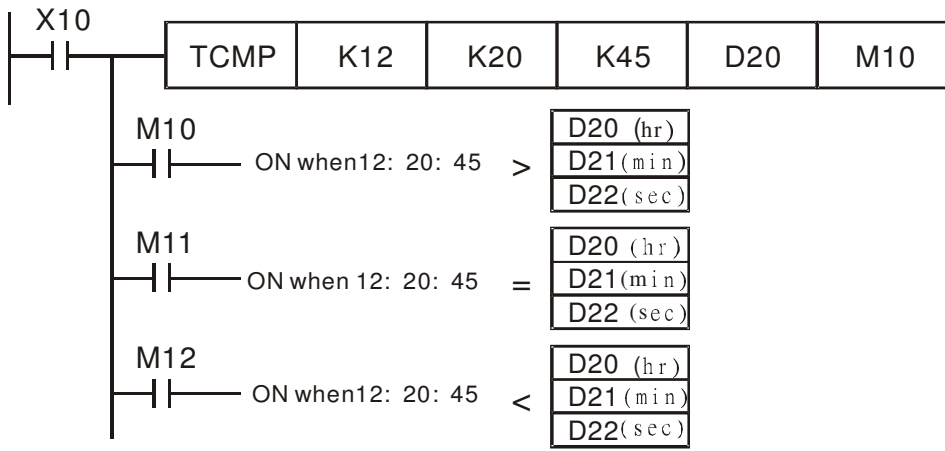 X10
TCMP K12 K20 K45 D20 M10
M10
D20 (hr)
ON when12: 20: 45 > D21(min)
D22(sec)
M11
D20 (hr)
ON when 12: 20: 45 = D21(min)
D22 (sec)
M12
D20 (hr)
ON when12: 20: 45 < D21(min)
D22(sec)